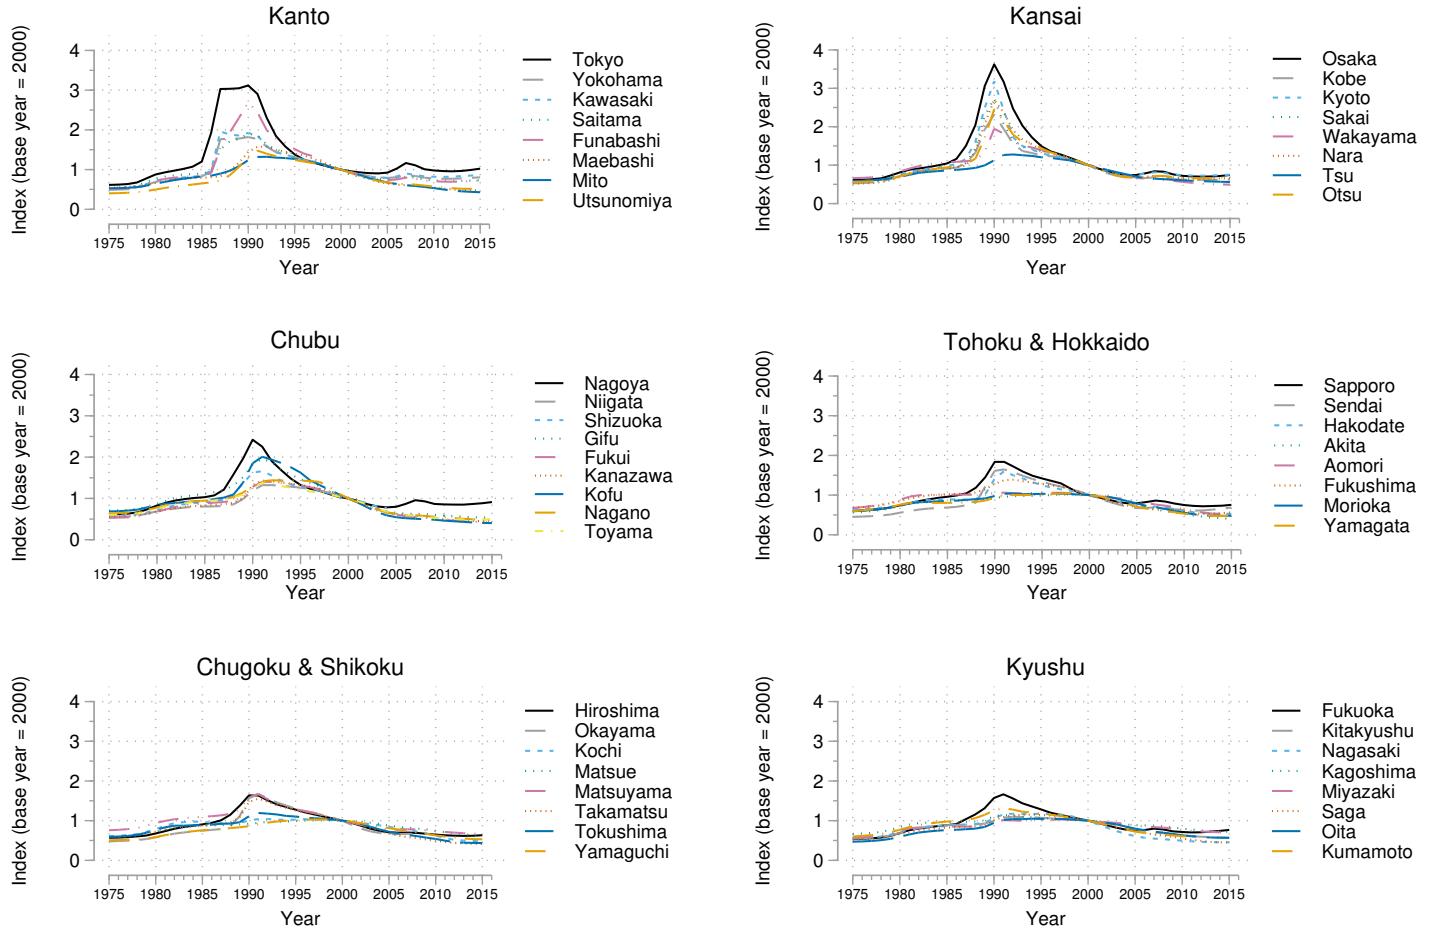 Kanto
Index (base year = 2000)
4
3
2
1
0
1975 1980 1985 1990 1995 2000 2005 2010 2015
Year
Tokyo
Yokohama
Kawasaki
Saitama
Funabashi
Maebashi
Mito
Utsunomiya
Kansai
Index (base year = 2000)
4
3
2
1
0
1975 1980 1985 1990 1995 2000 2005 2010 2015
Year
Osaka
Kobe
Kyoto
Sakai
Wakayama
Nara
Tsu
Otsu
Chubu
Index (base year = 2000)
4
3
2
1
0
1975 1980 1985 1990 1995 2000 2005 2010 2015
Year
Nagoya
Niigata
Shizuoka
Gifu
Fukui
Kanazawa
Kofu
Nagano
Toyama
Tohoku & Hokkaido
Index (base year = 2000)
4
3
2
1
0
1975 1980 1985 1990 1995 2000 2005 2010 2015
Year
Sapporo
Sendai
Hakodate
Akita
Aomori
Fukushima
Morioka
Yamagata
Chugoku & Shikoku
Index (base year = 2000)
4
3
2
1
0
1975 1980 1985 1990 1995 2000 2005 2010 2015
Year
Hiroshima
Okayama
Kochi
Matsue
Matsuyama
Takamatsu
Tokushima
Yamaguchi
Kyushu
Index (base year = 2000)
4
3
2
1
0
1975 1980 1985 1990 1995 2000 2005 2010 2015
Year
Fukuoka
Kitakyushu
Nagasaki
Kagoshima
Miyazaki
Saga
Oita
Kumamoto